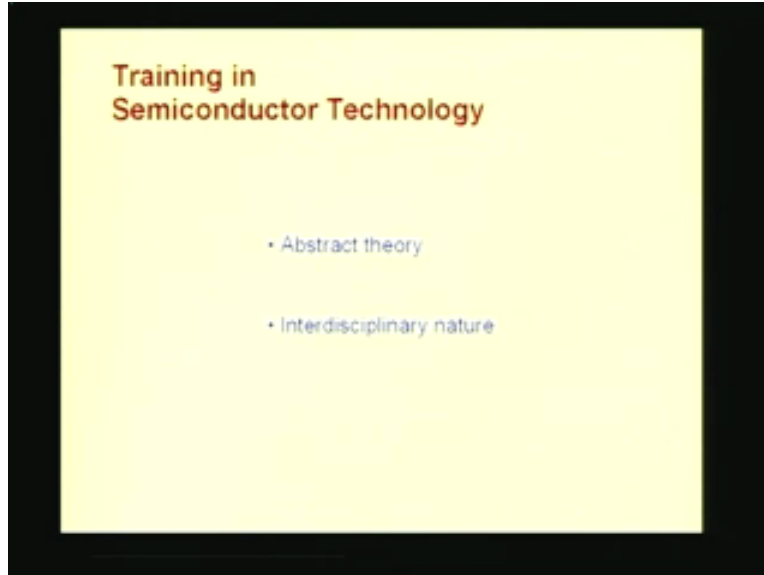 Training in
Semiconductor Technology
• Abstract theory
• Interdisciplinary nature